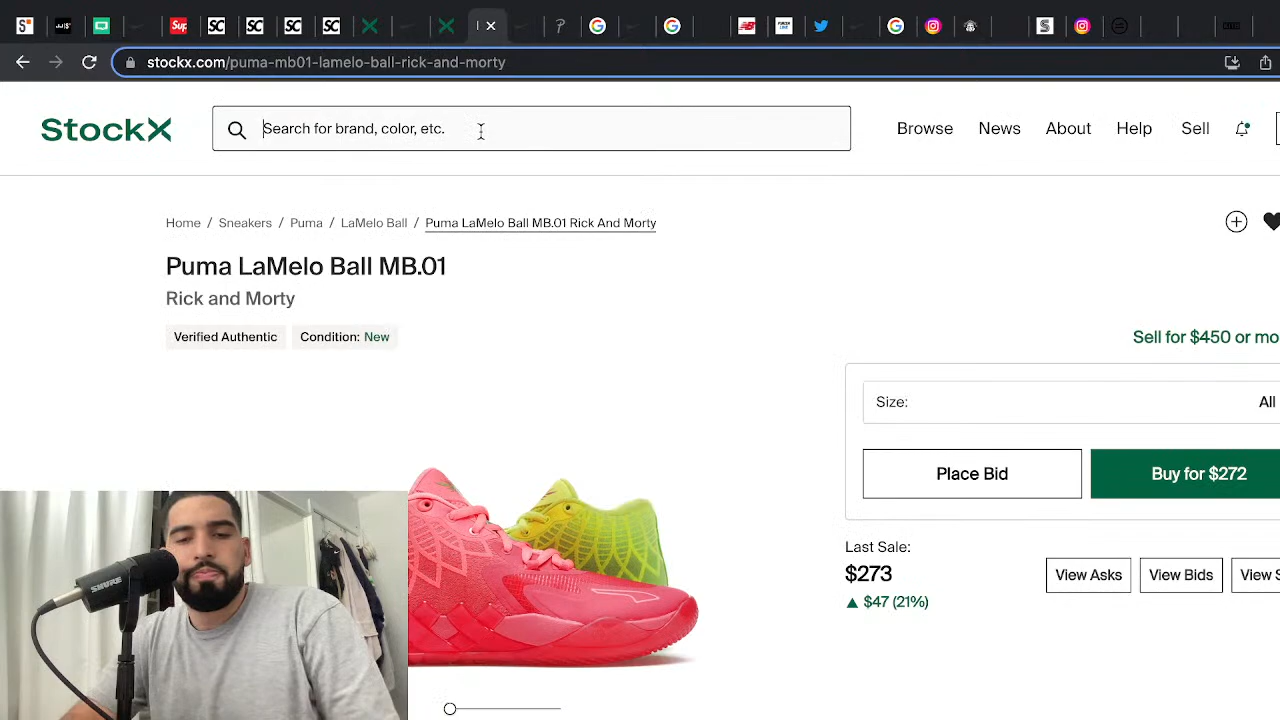 stockx.com/puma-mb01-lamelo-ball-rick-and-morty
StockX
Search for brand, color, etc.
Browse
News
About
Help
Sell
Home / Sneakers / Puma / LaMelo Ball / Puma LaMelo Ball MB.01 Rick And Morty
Puma LaMelo Ball MB.01
Rick and Morty
Verified Authentic
Condition: New
Sell for $450 or mo
Size:
All
Place Bid
Buy for $272
Last Sale:
$273
▲ $47 (21%)
View Asks
View Bids
View S
SHURE